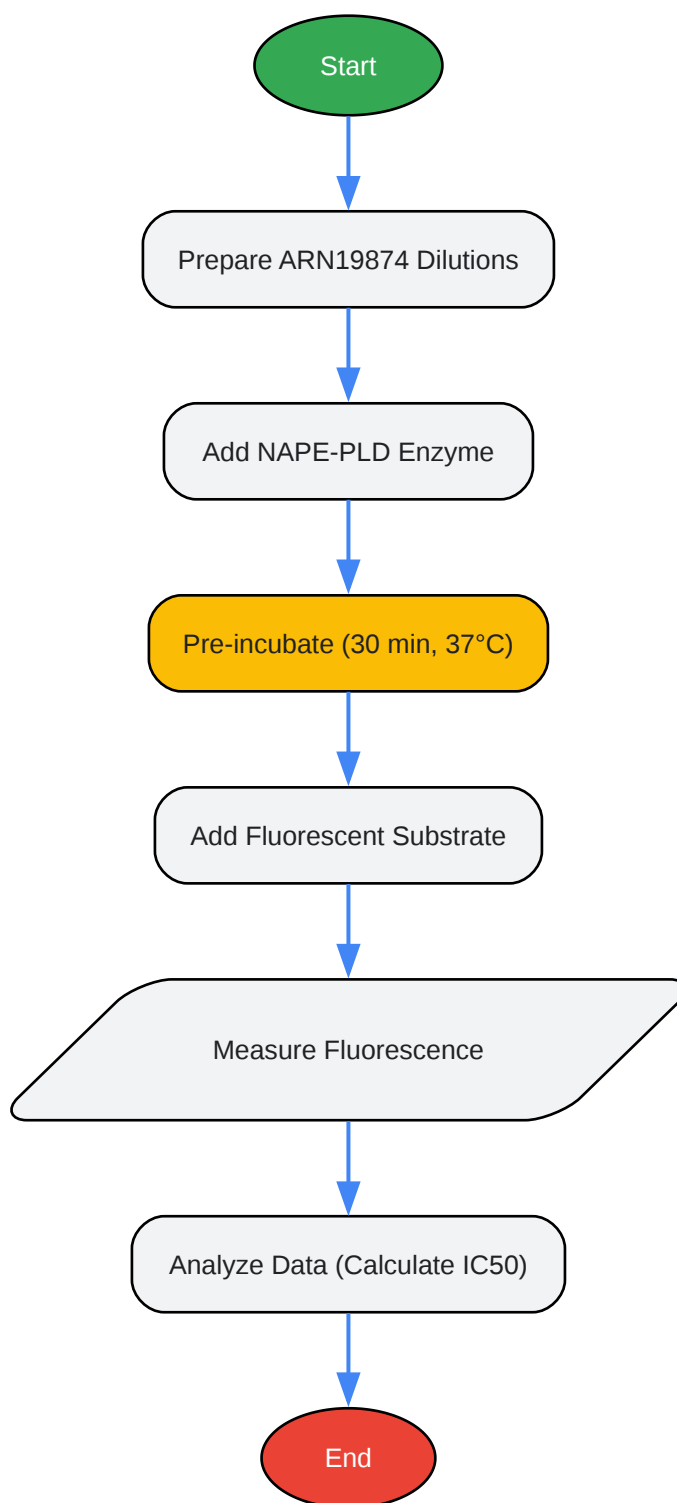 Start
Prepare ARN19874 Dilutions
Add NAPE-PLD Enzyme
Pre-incubate (30 min, 37°C)
Add Fluorescent Substrate
Measure Fluorescence
Analyze Data (Calculate IC50)
End